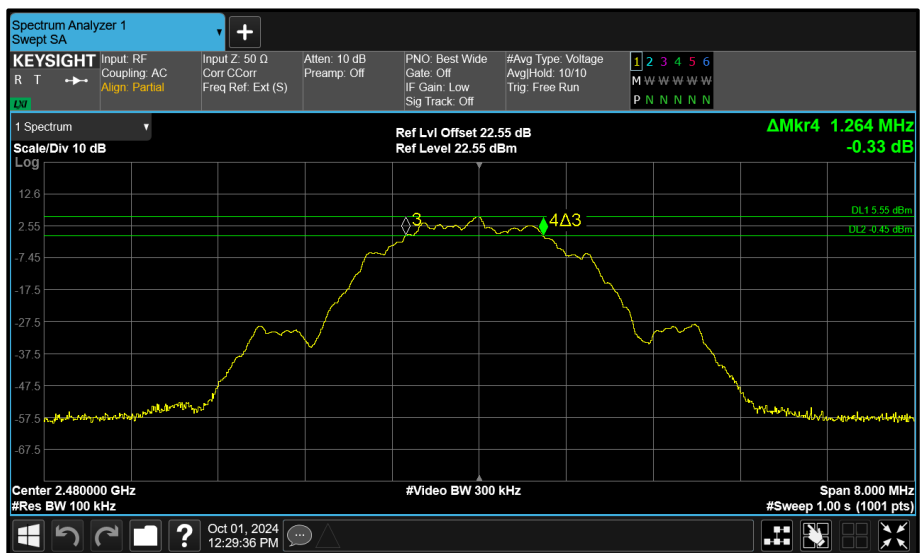 Spectrum Analyzer 1
Swept SA
KEYSIGHT
R T
LXI
Input: RF
Coupling: AC
Align: Partial
Input Z: 50 Ω
Corr CCorr
Freq Ref: Ext (S)
Atten: 10 dB
Preamp: Off
PNO: Best Wide
Gate: Off
IF Gain: Low
Sig Track: Off
#Avg Type: Voltage
Avg|Hold: 10/10
Trig: Free Run
1 2 3 4 5 6
M W W W W W
P N N N N N
1 Spectrum
Scale/Div 10 dB
Ref Lvl Offset 22.55 dB
Ref Level 22.55 dBm
ΔMkr4 1.264 MHz
-0.33 dB
Log
12.6
2.55
-7.45
-17.5
-27.5
-37.5
-47.5
-57.5
-67.5
3
4Δ3
DL1 5.55 dBm
DL2 -0.45 dBm
Center 2.480000 GHz
#Video BW 300 kHz
Span 8.000 MHz
#Res BW 100 kHz
#Sweep 1.00 s (1001 pts)
?
Oct 01, 2024
12:29:36 PM